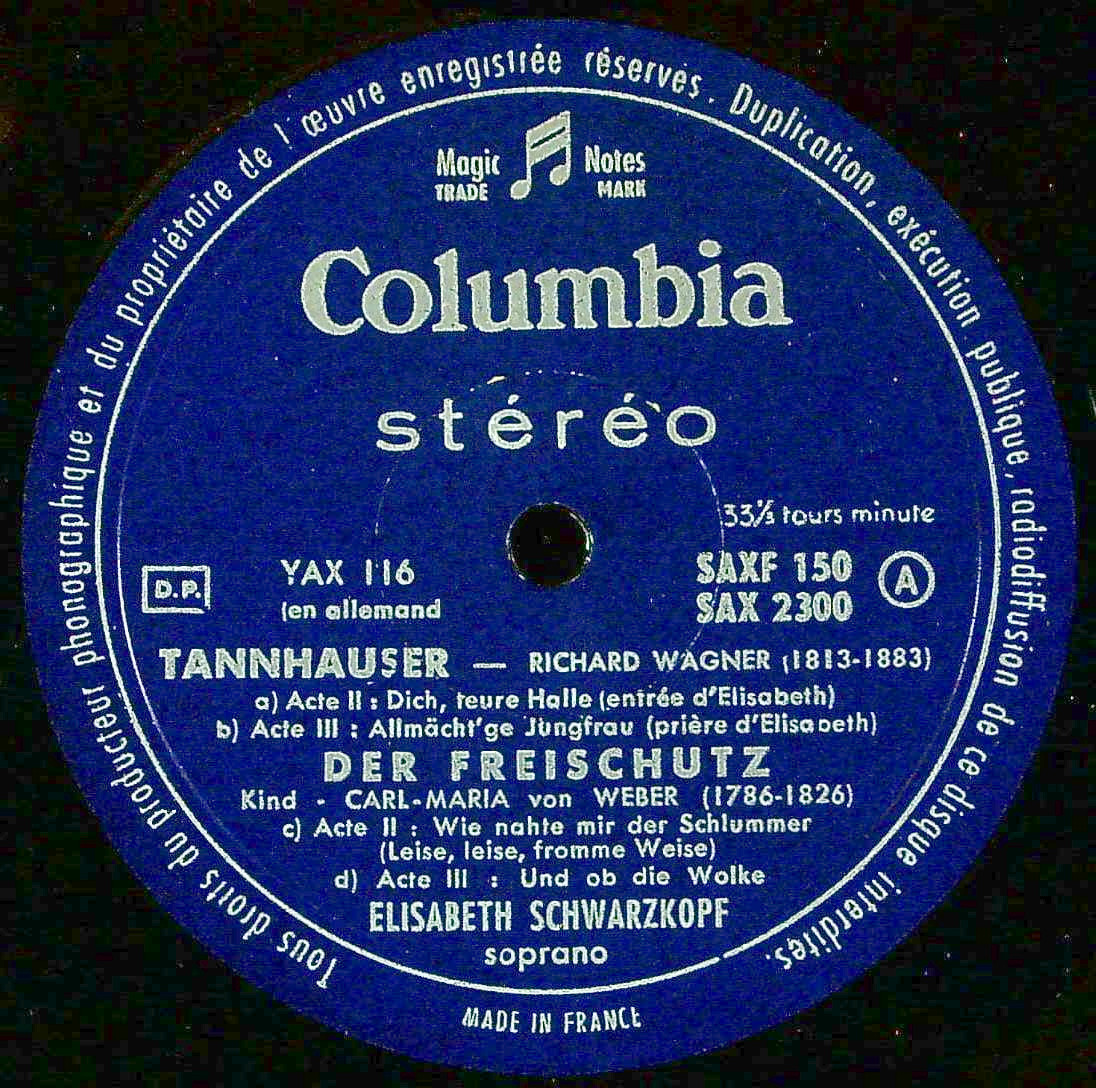 Tous droits du producteur phonographique et du propriétaire de l'œuvre enregistrée réservés. Duplication, exécution publique, radiodiffusion de ce disque interdites.
Magic Notes
TRADE MARK
Columbia
stéréo
33⅓ tours minute
D.P.
YAX 116
SAXF 150
A
(en allemand
SAX 2300
TANNHAUSER — RICHARD WAGNER (1813-1883)
a) Acte II : Dich, teure Halle (entrée d'Elisabeth)
b) Acte III : Allmächt'ge Jungfrau (prière d'Elisabeth)
DER FREISCHUTZ
Kind - CARL-MARIA von WEBER (1786-1826)
c) Acte II : Wie nahte mir der Schlummer
(Leise, leise, fromme Weise)
d) Acte III : Und ob die Wolke
ELISABETH SCHWARZKOPF
soprano
MADE IN FRANCE